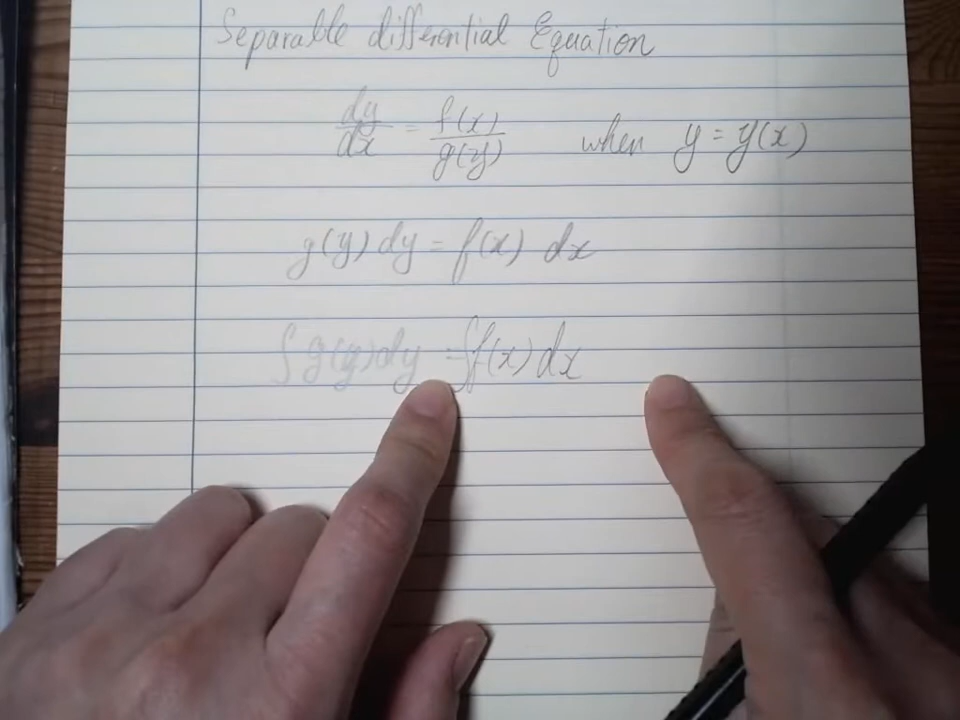 Separable differential Equation
dy/dx = f(x)/g(y) when y = y(x)
g(y) dy = f(x) dx
∫ g(y) dy = ∫ f(x) dx